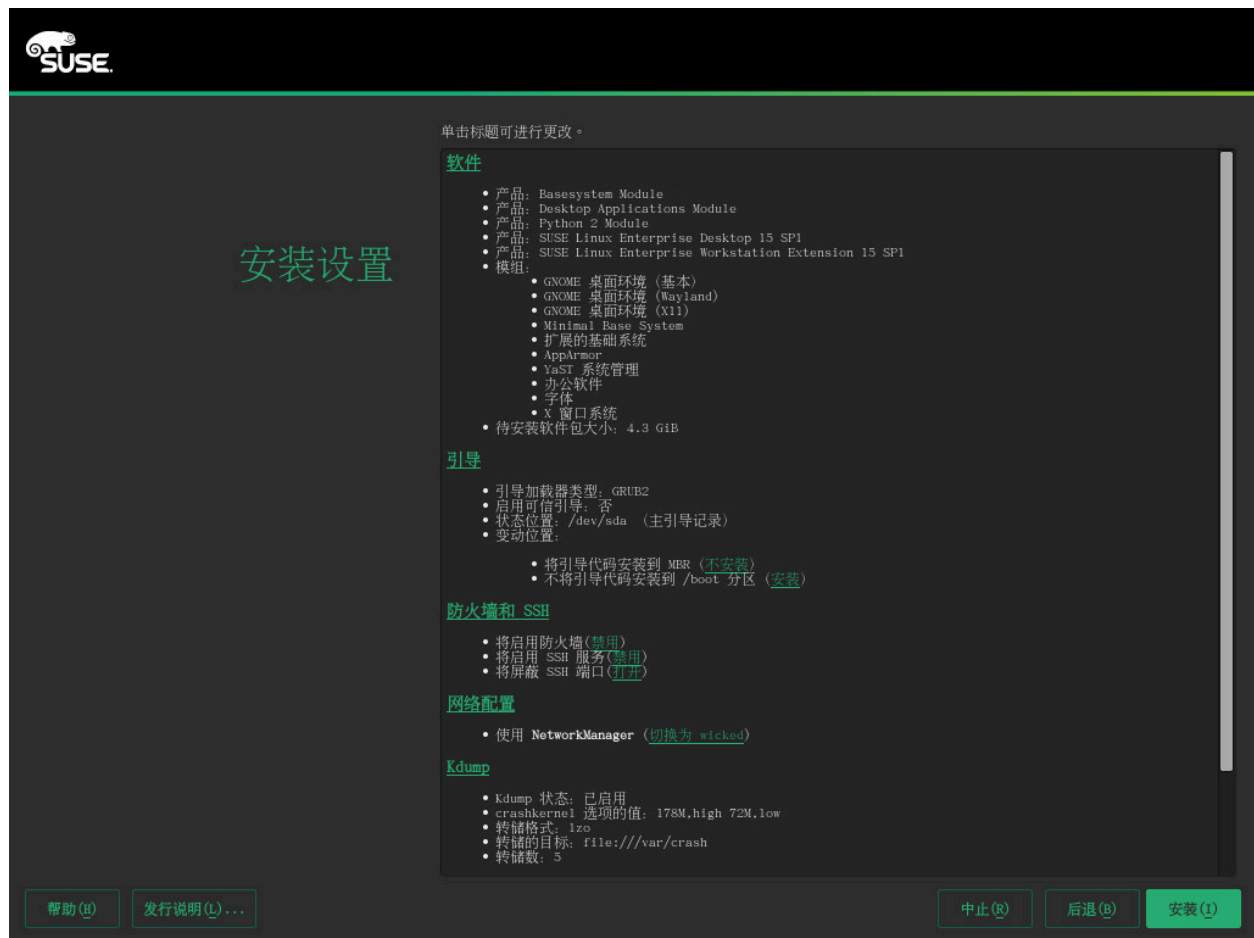 SUSE.
单击标题可进行更改。
安装设置
软件
• 产品: Basesystem Module
• 产品: Desktop Applications Module
• 产品: Python 2 Module
• 产品: SUSE Linux Enterprise Desktop 15 SP1
• 产品: SUSE Linux Enterprise Workstation Extension 15 SP1
• 模组:
• GNOME 桌面环境 (基本)
• GNOME 桌面环境 (Wayland)
• GNOME 桌面环境 (X11)
• Minimal Base System
• 扩展的基础系统
• AppArmor
• YaST 系统管理
• 办公软件
• 字体
• X 窗口系统
• 待安装软件包大小: 4.3 GiB
引导
• 引导加载器类型: GRUB2
• 启用可信引导: 否
• 状态位置: /dev/sda (主引导记录)
• 变动位置:
• 将引导代码安装到 MBR (不安装)
• 不将引导代码安装到 /boot 分区 (安装)
防火墙和 SSH
• 将启用防火墙(禁用)
• 将启用 SSH 服务(禁用)
• 将屏蔽 SSH 端口(打开)
网络配置
• 使用 NetworkManager (切换为 wicked)
Kdump
• Kdump 状态: 已启用
• crashkernel 选项的值: 178M,high 72M,low
• 转储格式: lzo
• 转储的目标: file:///var/crash
• 转储数: 5
帮助(H) 发行说明(L)... 中止(R) 后退(B) 安装(I)